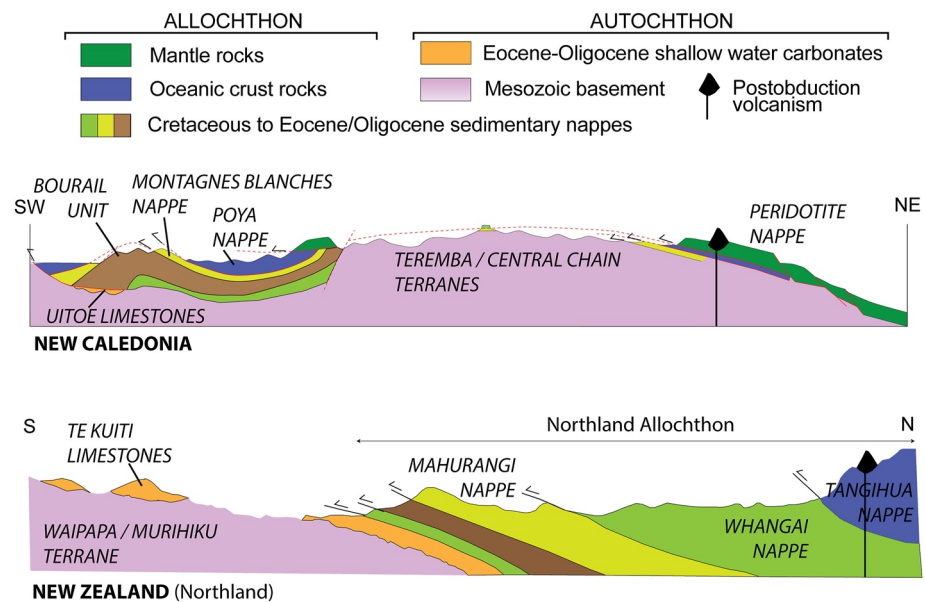 ALLOCHTHON
AUTOCHTHON
Mantle rocks
Oceanic crust rocks
Cretaceous to Eocene/Oligocene sedimentary nappes
Eocene-Oligocene shallow water carbonates
Mesozoic basement
Postobduction
volcanism
SW
BOURAIL
UNIT
MONTAGNES BLANCHES
NAPPE
POYA
NAPPE
PERIDOTITE
NAPPE
NE
TEREMBA / CENTRAL CHAIN
TERRANES
UITOE LIMESTONES
NEW CALEDONIA
S
TE KUITI
LIMESTONES
Northland Allochthon
N
MAHURANGI
NAPPE
TANGIHUA
NAPPE
WHANGAI
NAPPE
WAIPAPA / MURIHIKU
TERRANE
NEW ZEALAND (Northland)